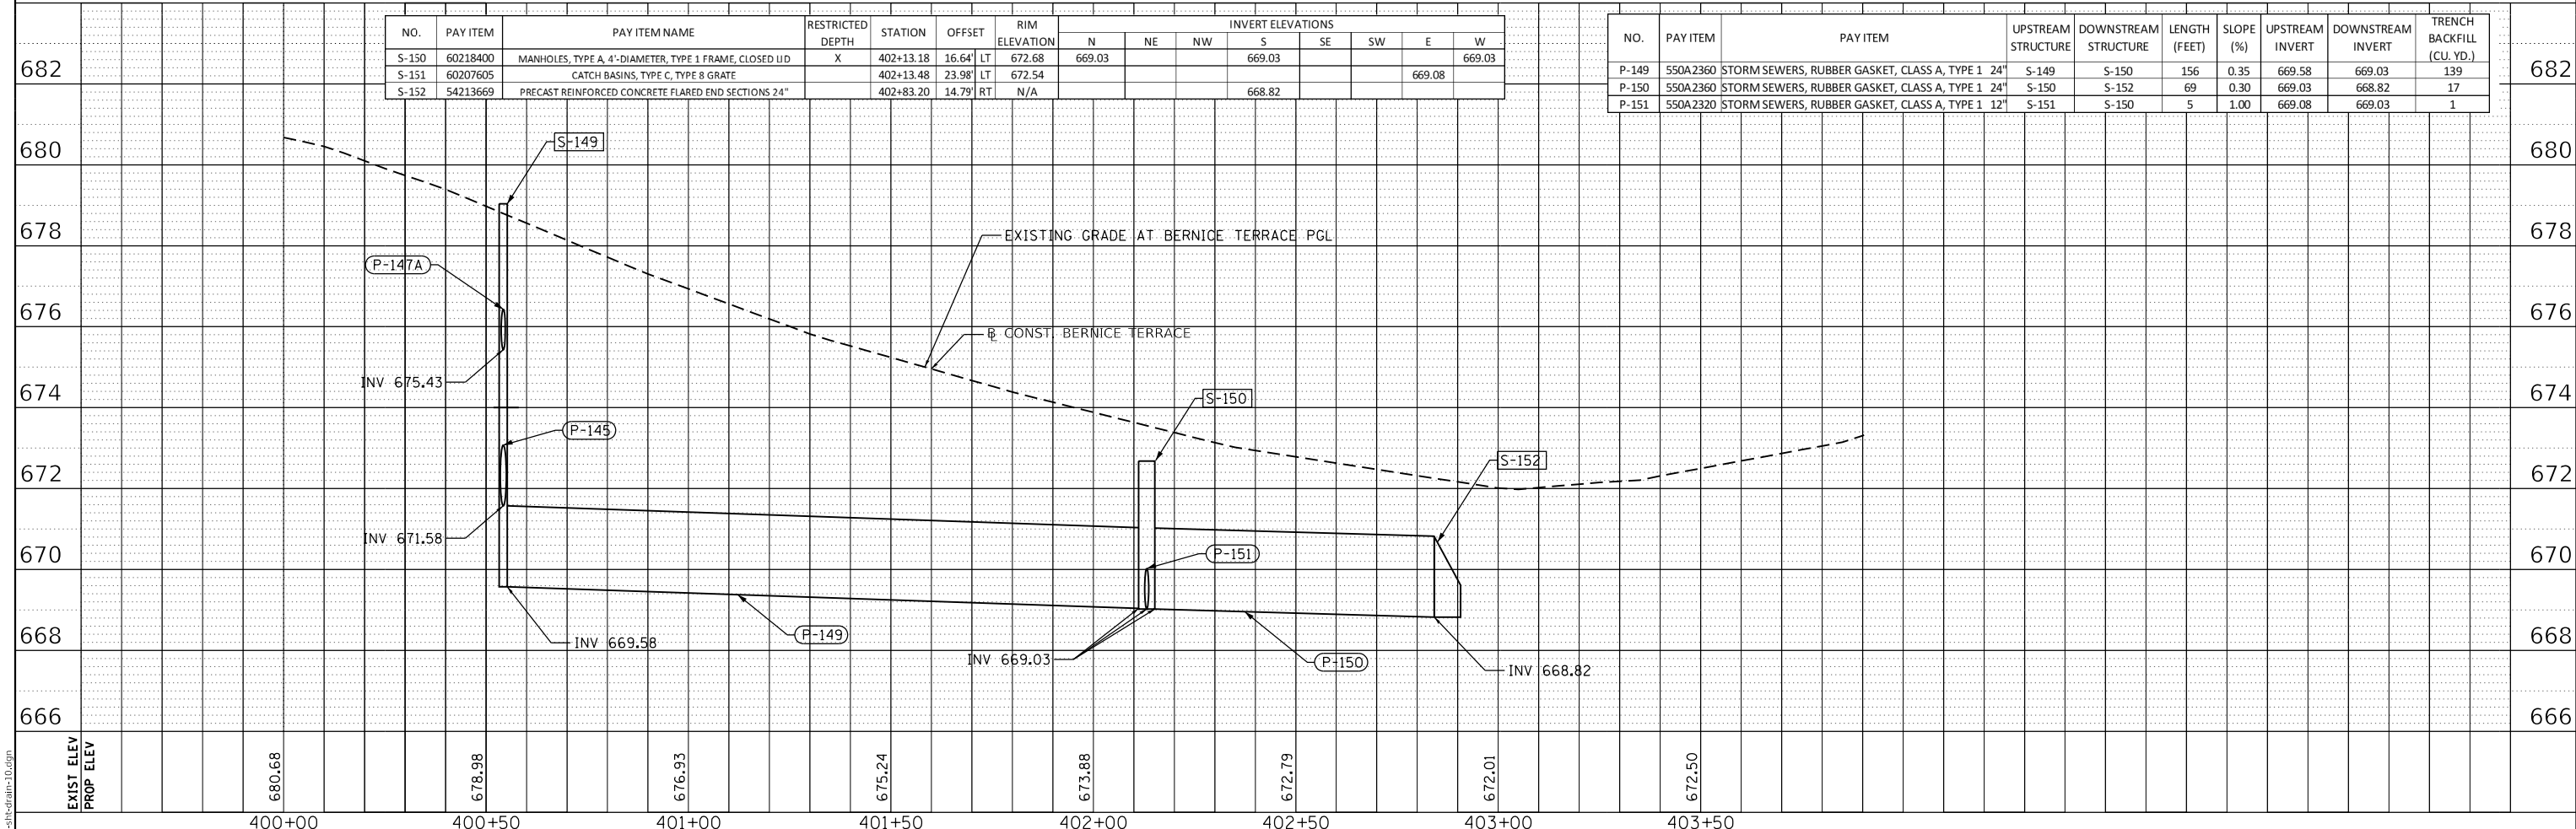 NO. PAY ITEM PAY ITEM NAME RESTRICTED DEPTH STATION OFFSET RIM ELEVATION INVERT ELEVATIONS
N NE NW S SE SW E W
S-150 60218400 MANHOLES, TYPE A, 4'-DIAMETER, TYPE 1 FRAME, CLOSED LID X 402+13.18 16.64' LT 672.68 669.03 669.03 669.03
S-151 60207605 CATCH BASINS, TYPE C, TYPE 8 GRATE 402+13.48 23.98' LT 672.54 669.08
S-152 54213669 PRECAST REINFORCED CONCRETE FLARED END SECTIONS 24" 402+83.20 14.79' RT N/A 668.82
NO. PAY ITEM PAY ITEM UPSTREAM STRUCTURE DOWNSTREAM STRUCTURE LENGTH (FEET) SLOPE (%) UPSTREAM INVERT DOWNSTREAM INVERT TRENCH BACKFILL (CU. YD.)
P-149 550A2360 STORM SEWERS, RUBBER GASKET, CLASS A, TYPE 1 24" S-149 S-150 156 0.35 669.58 669.03 139
P-150 550A2360 STORM SEWERS, RUBBER GASKET, CLASS A, TYPE 1 24" S-150 S-152 69 0.30 669.03 668.82 17
P-151 550A2320 STORM SEWERS, RUBBER GASKET, CLASS A, TYPE 1 12" S-151 S-150 5 1.00 669.08 669.03 1
682 682
680 680
S-149
678 678
EXISTING GRADE AT BERNICE TERRACE PGL
P-147A
676 676
BL CONST. BERNICE TERRACE
INV 675.43
674 674
S-150
P-145
S-152
672 672
INV 671.58
P-151
670 670
P-149
668 668
INV 669.58
INV 669.03
P-150
INV 668.82
666 666
EXIST ELEV
PROP ELEV
680.68 678.98 676.93 675.24 673.88 672.79 672.01 672.50
400+00 400+50 401+00 401+50 402+00 402+50 403+00 403+50
-sht-drain-10.dgn